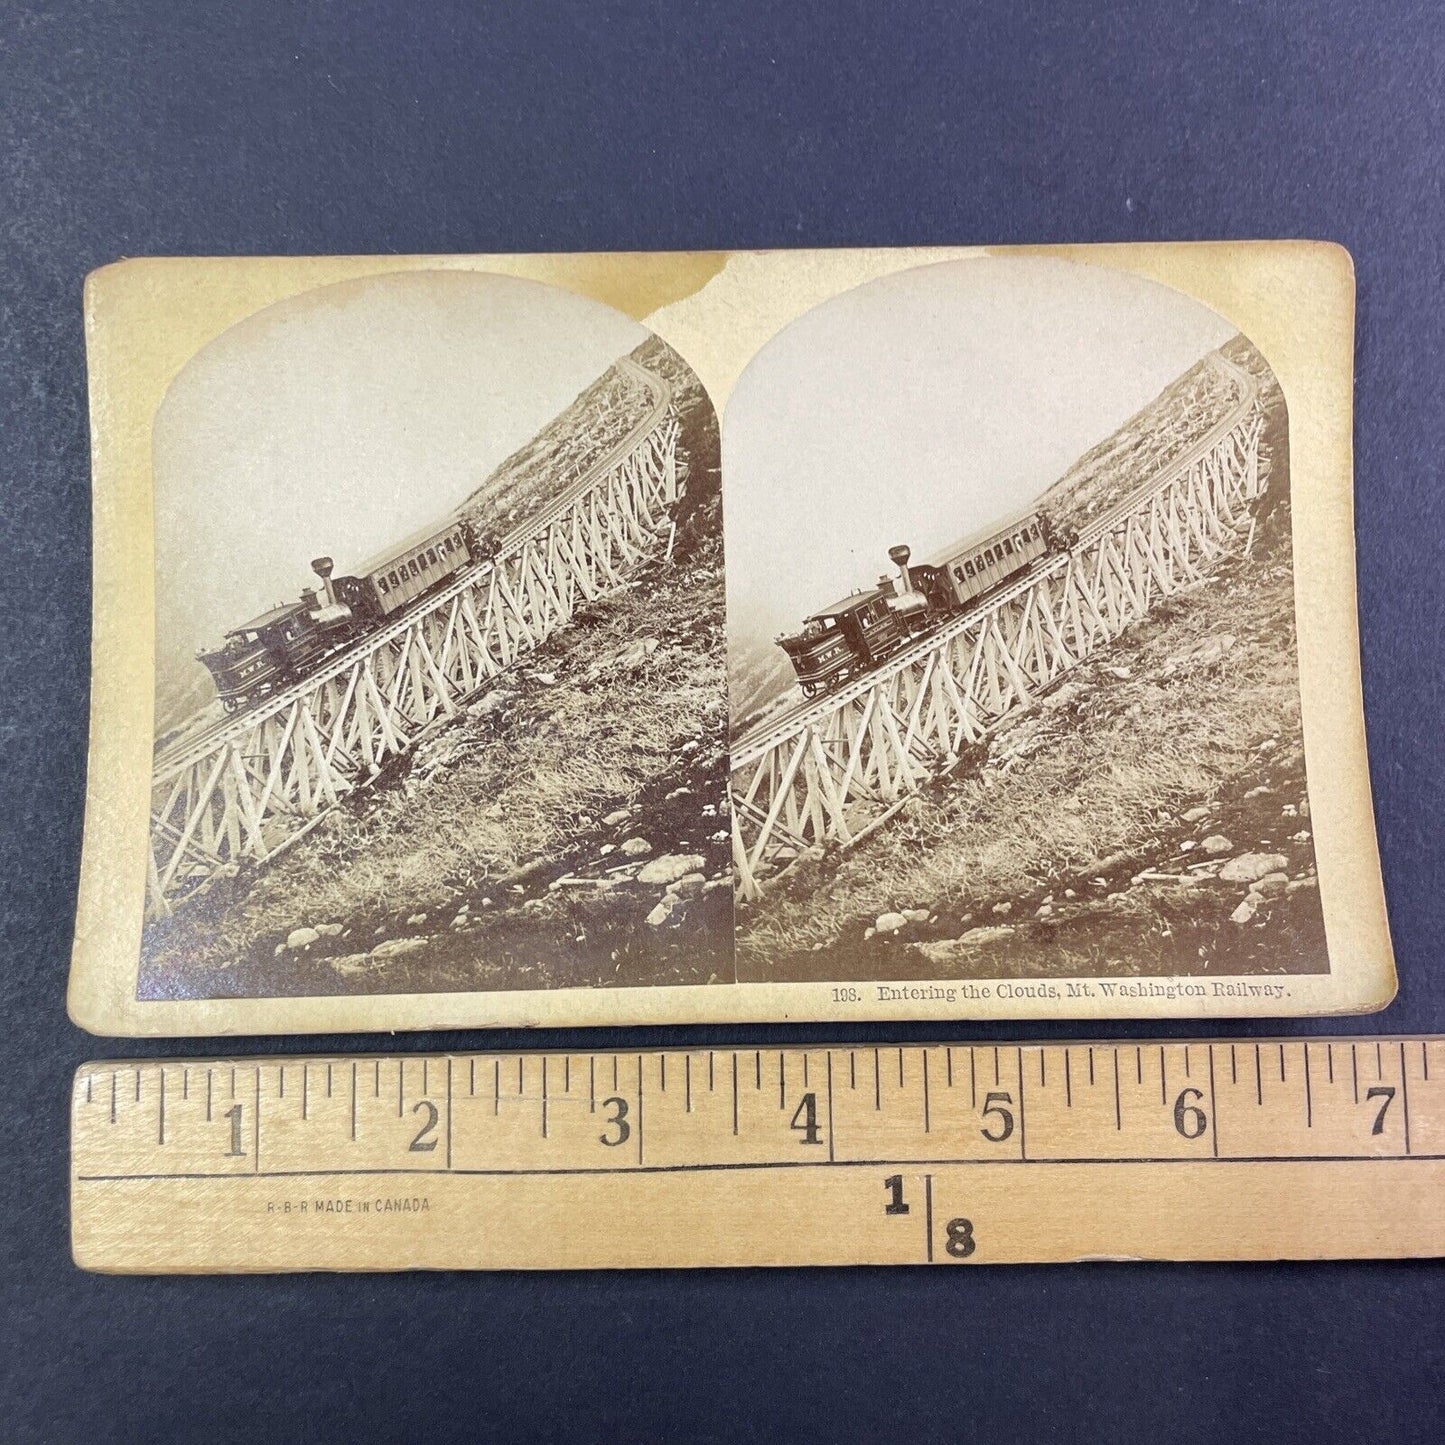 M.W.R.
M.W.R.
198. Entering the Clouds, Mt. Washington Railway.
1 2 3 4 5 6 7
R-B-R MADE IN CANADA
1
8